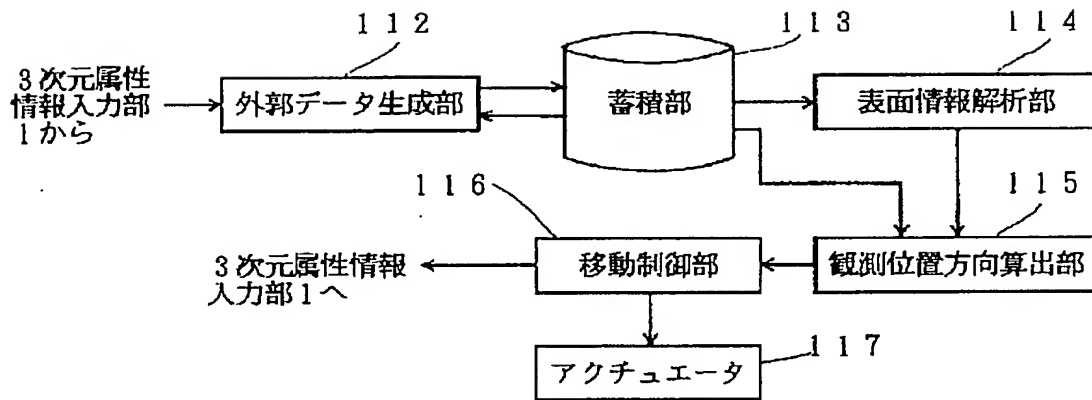 112
113
114
3次元属性
情報入力部
1から
外郭データ生成部
蓄積部
表面情報解析部
116
115
3次元属性情報
入力部1へ
移動制御部
観測位置方向算出部
117
アクチュエータ